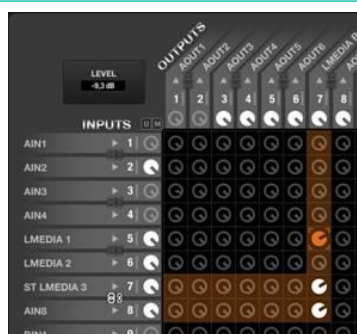 OUTPUTS
AOUT1
AOUT2
AOUT3
AOUT4
AOUT5
AOUT6
LMEDIA
LEVEL
-9,3 dB
1 2 3 4 5 6 7 8
INPUTS U M
AIN1 1
AIN2 2
AIN3 3
AIN4 4
LMEDIA 1 5
LMEDIA 2 6
ST LMEDIA 3 7
AIN8 8